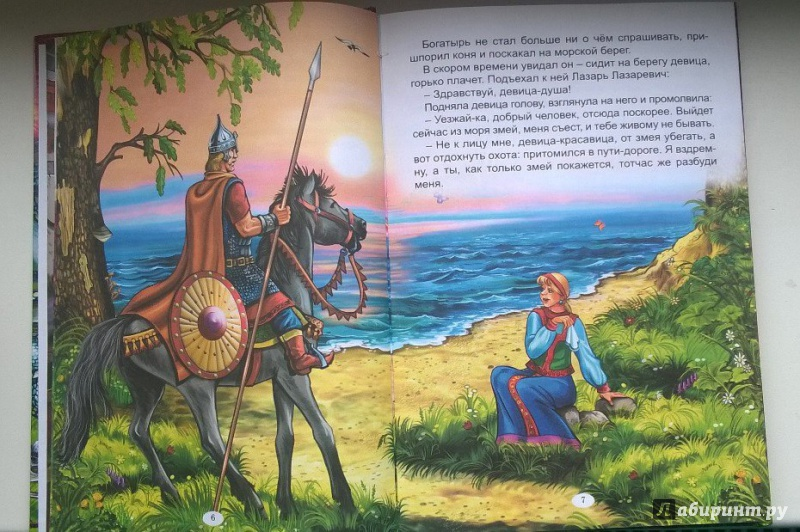 Богатырь не стал больше ни о чём спрашивать, при-
шпорил коня и поскакал на морской берег.
В скором времени увидал он – сидит на берегу девица,
горько плачет. Подъехал к ней Лазарь Лазаревич:
– Здравствуй, девица-душа!
Подняла девица голову, взглянула на него и промолвила:
– Уезжай-ка, добрый человек, отсюда поскорее. Выйдет
сейчас из моря змей, меня съест, и тебе живому не бывать.
– Не к лицу мне, девица-красавица, от змея убегать, а
вот отдохнуть охота: притомился в пути-дороге. Я вздрем-
ну, а ты, как только змей покажется, тотчас же разбуди
меня.
6
7
Лабиринт.ру